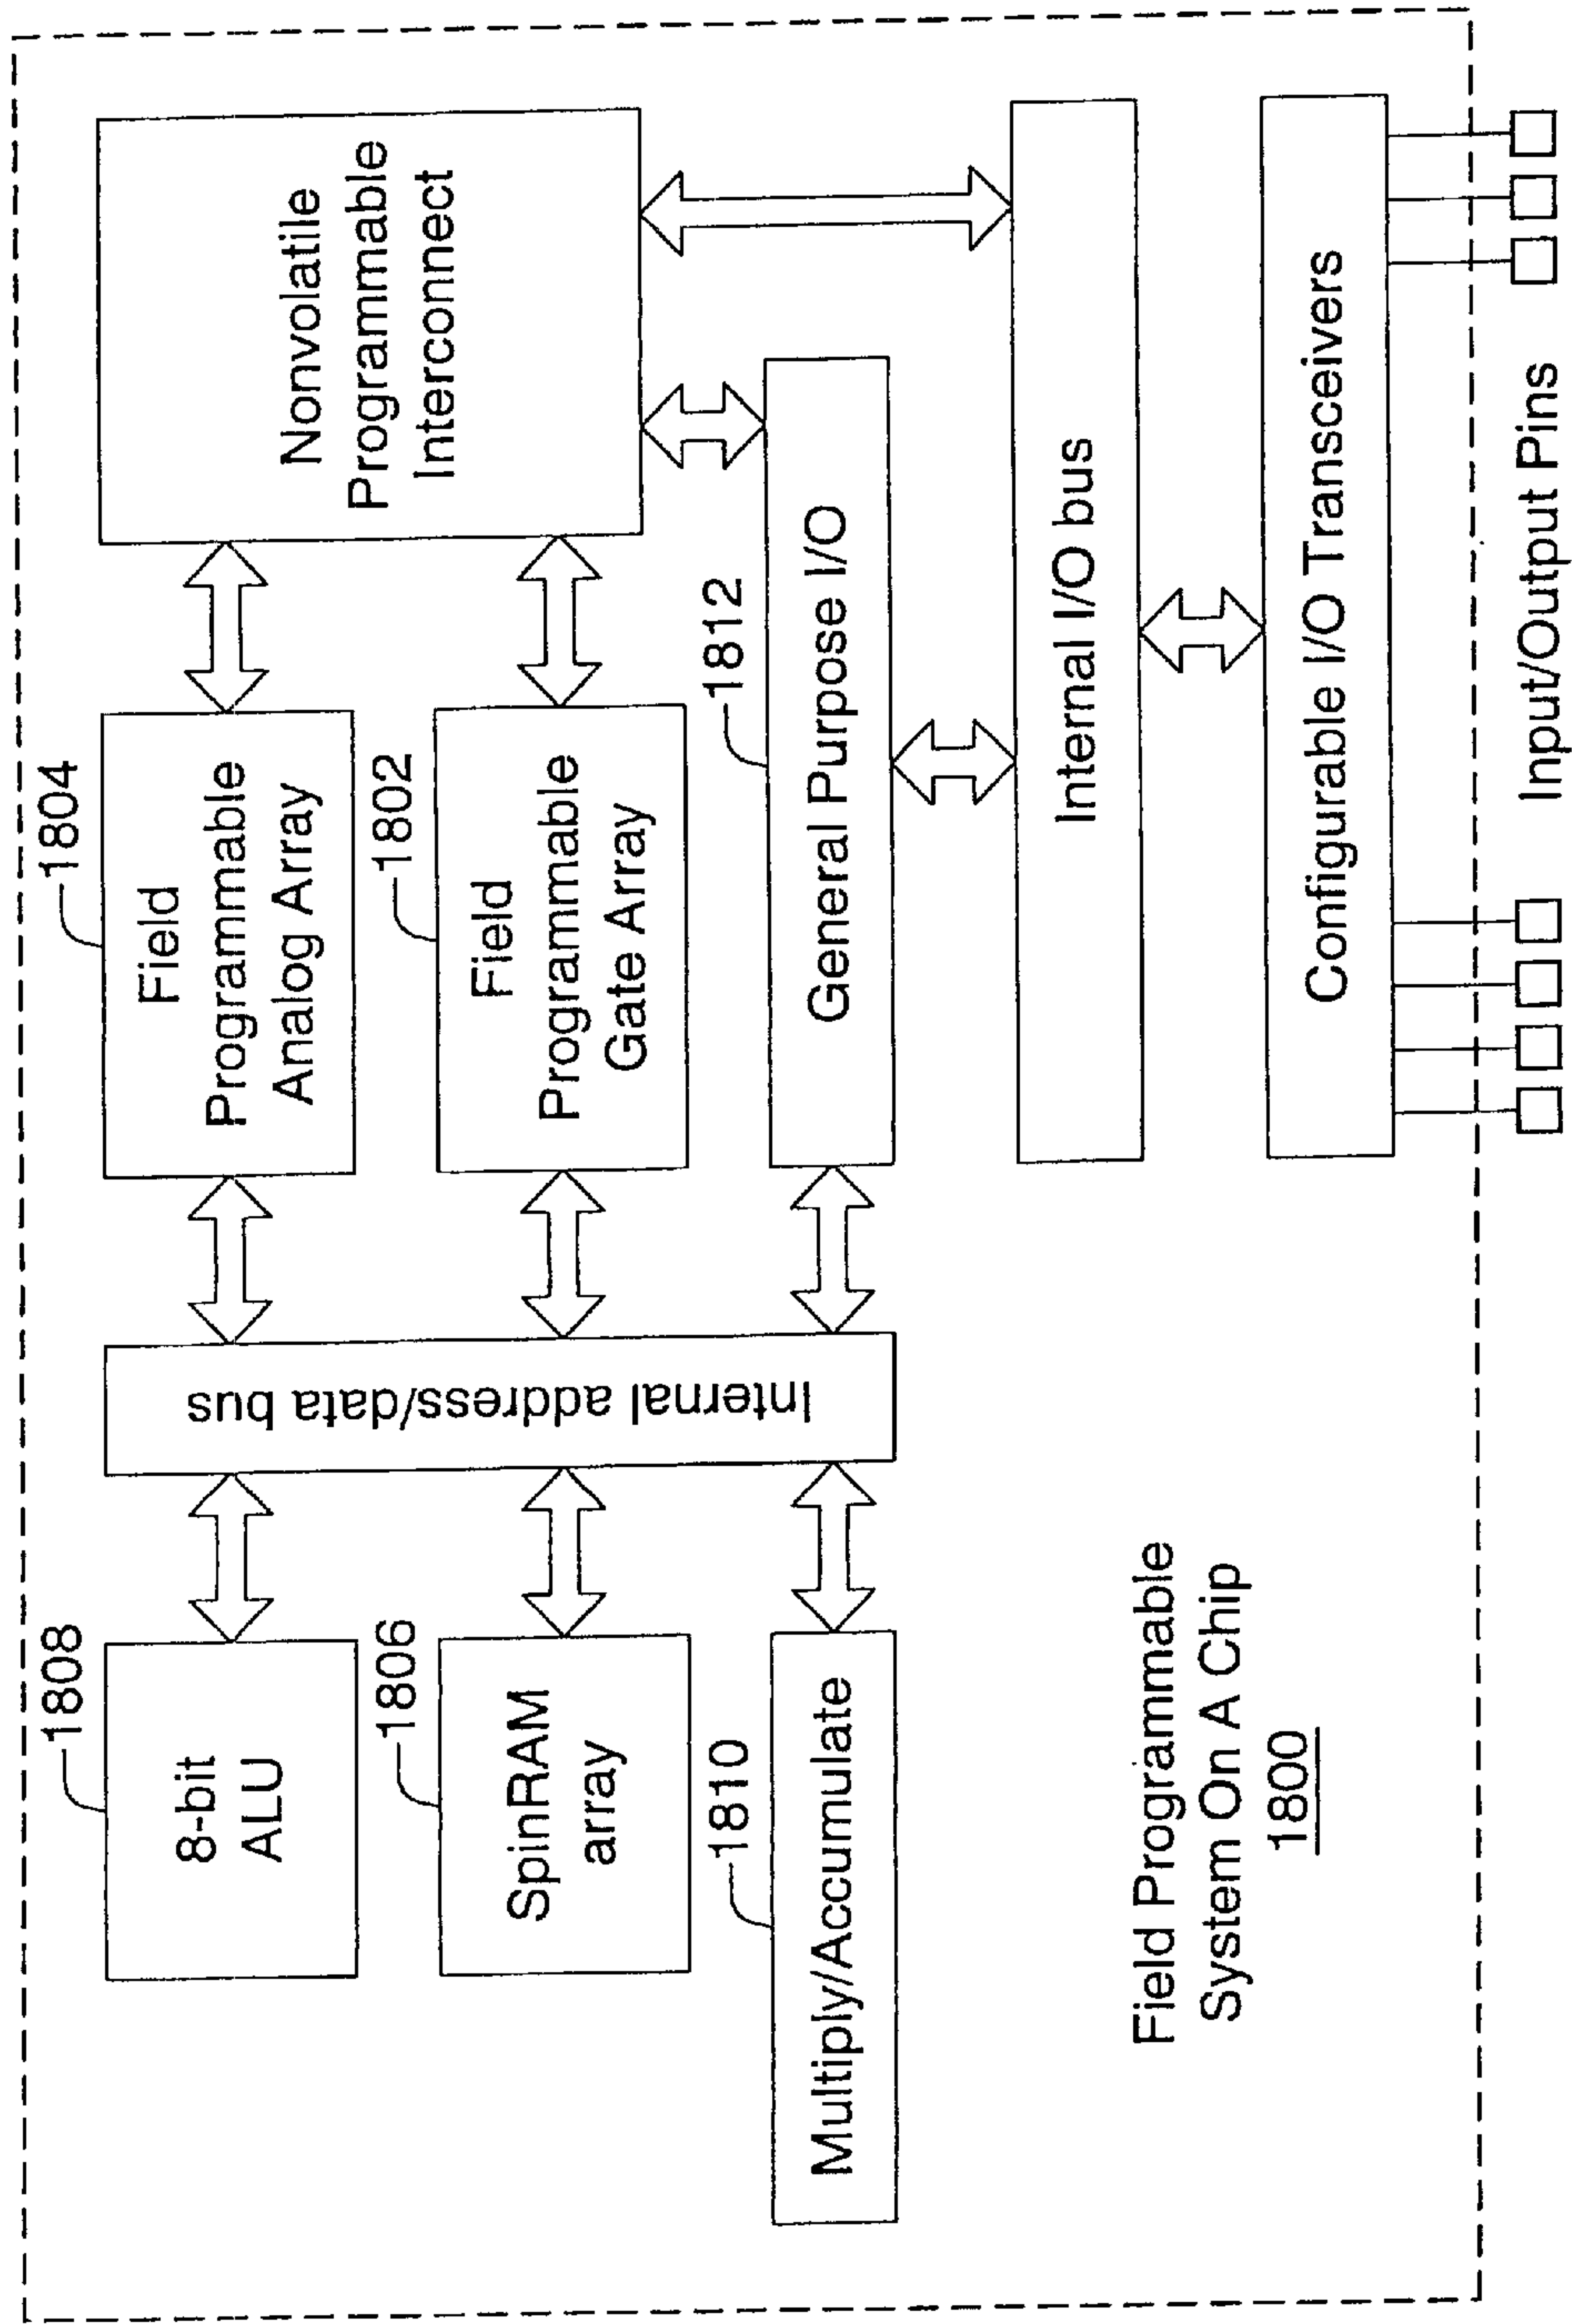 1808
8-bit
ALU
1806
SpinRAM
array
1810
Multiply/Accumulate
Internal address/data bus
1804
Field
Programmable
Analog Array
1802
Field
Programmable
Gate Array
1812
General Purpose I/O
Nonvolatile
Programmable
Interconnect
Internal I/O bus
Configurable I/O Transceivers
Input/Output Pins
Field Programmable
System On A Chip
1800